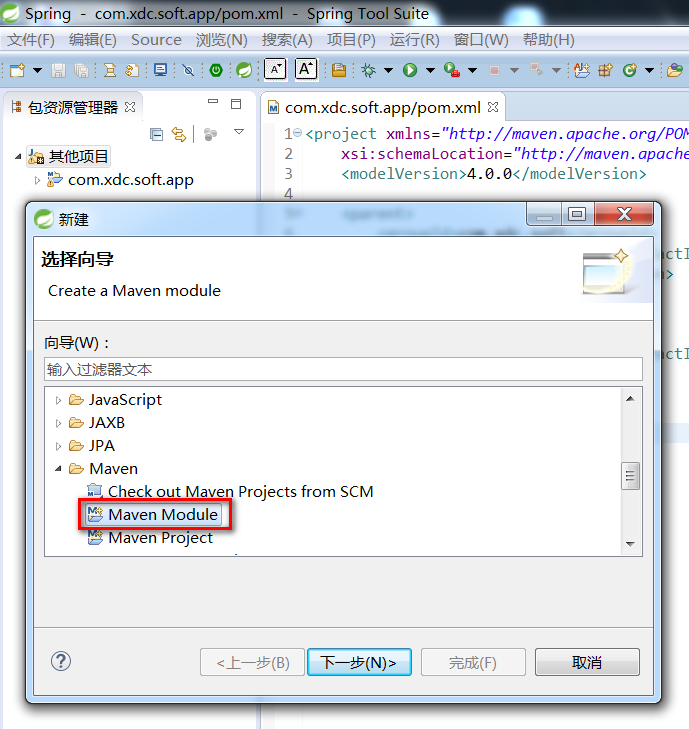 Spring - com.xdc.soft.app/pom.xml - Spring Tool Suite
文件(F) 编辑(E) Source 浏览(N) 搜索(A) 项目(P) 运行(R) 窗口(W) 帮助(H)
包资源管理器
com.xdc.soft.app/pom.xml
其他项目
com.xdc.soft.app
1 <project xmlns="http://maven.apache.org/POM
2 xsi:schemaLocation="http://maven.apache
3 <modelVersion>4.0.0</modelVersion>
4
新建
选择向导
Create a Maven module
向导(W)：
输入过滤器文本
JavaScript
JAXB
JPA
Maven
Check out Maven Projects from SCM
Maven Module
Maven Project
<上一步(B)
下一步(N)>
完成(F)
取消